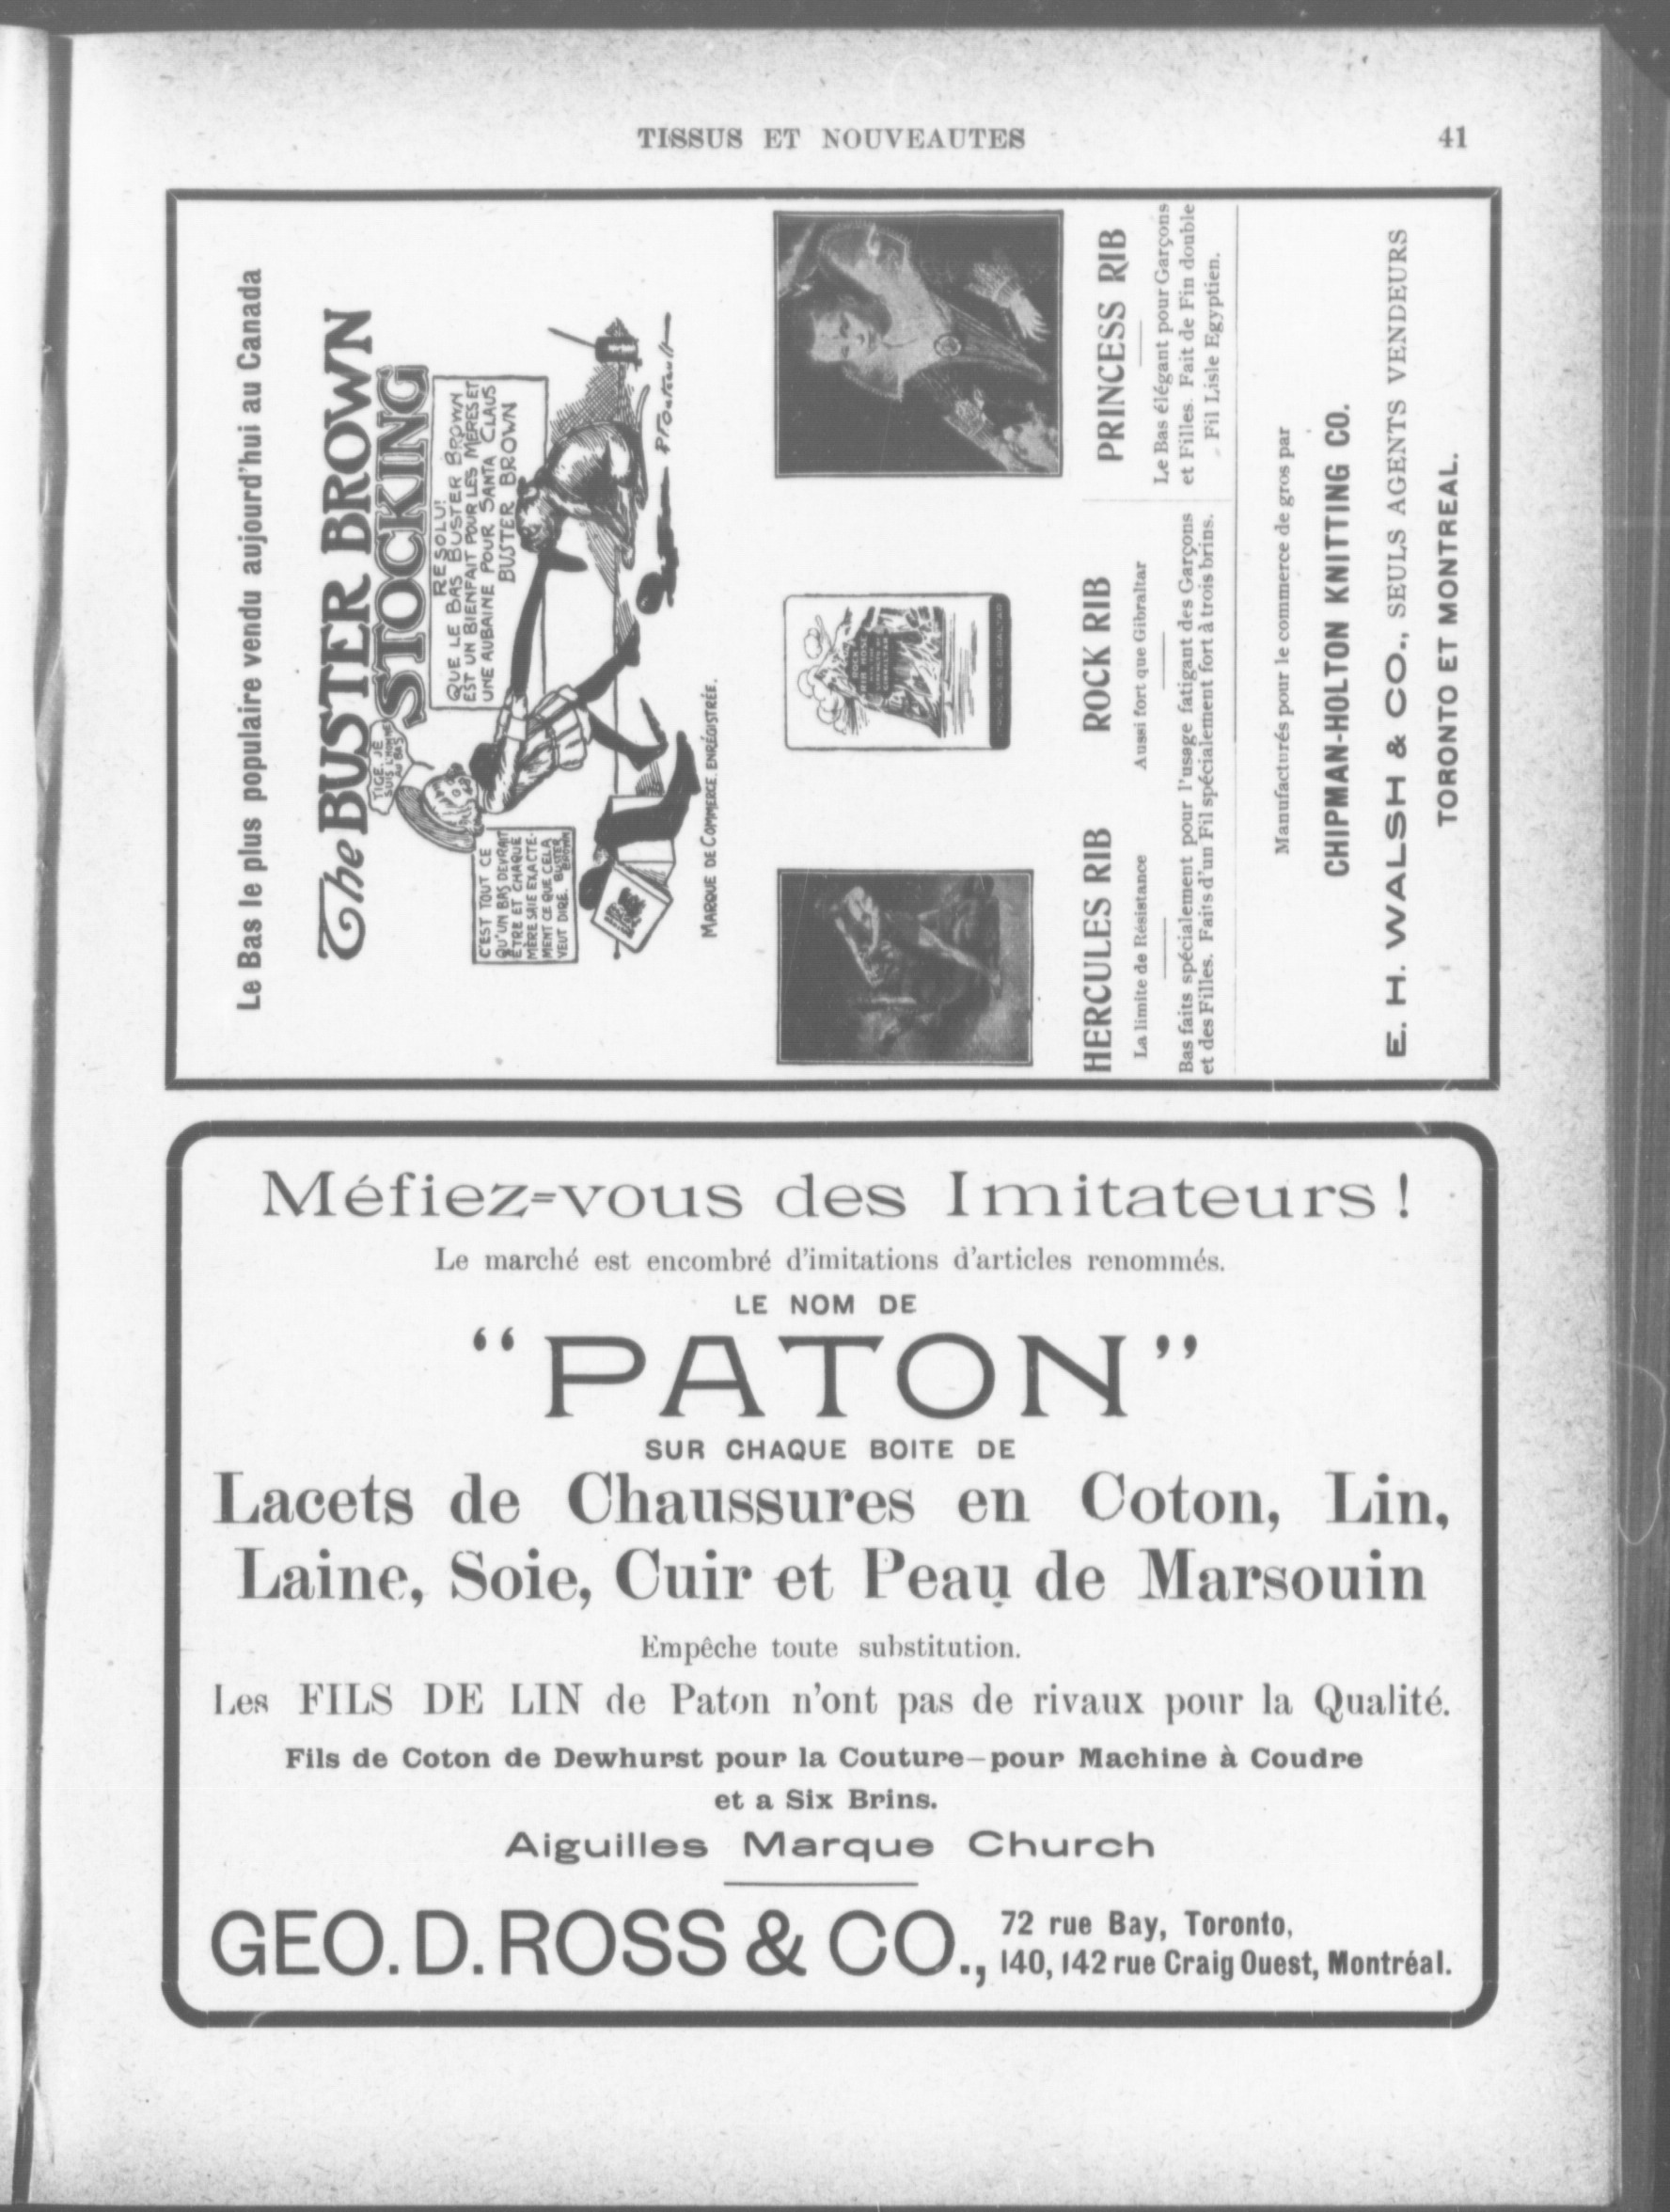 TISSUS ET NOUVEAUTES
41
Le Bas le plus populaire vendu aujourd'hui au Canada
The BUSTER BROWN
STOCKING
TIGE, JE
SUIS L'HOMME
AU BAS
RESOLU!
QUE LE BAS BUSTER BROWN
EST UN BIENFAIT POUR LES MÈRES ET
UNE AUBAINE POUR SANTA CLAUS
BUSTER BROWN
C'EST TOUT CE
QU'UN BAS DEVRAIT
ÊTRE ET CHAQUE
MÈRE SAIE EXACTE-
MENT CE QUE CELA
VEUT DIRE. BUSTER
BROWN
MARQUE DE COMMERCE ENRÉGISTRÉE.
HERCULES RIB
La limite de Résistance
ROCK RIB
Aussi fort que Gibraltar
Bas faits spécialement pour l'usage fatigant des Garçons
et des Filles. Faits d'un Fil spécialement fort à trois brins.
PRINCESS RIB
Le Bas élégant pour Garçons
et Filles. Fait de Fin double
Fil Lisle Egyptien.
Manufacturés pour le commerce de gros par
CHIPMAN-HOLTON KNITTING CO.
E. H. WALSH & CO., SEULS AGENTS VENDEURS
TORONTO ET MONTREAL.
Méfiez-vous des Imitateurs !
Le marché est encombré d'imitations d'articles renommés.
LE NOM DE
“PATON”
SUR CHAQUE BOITE DE
Lacets de Chaussures en Coton, Lin,
Laine, Soie, Cuir et Peau de Marsouin
Empêche toute substitution.
Les FILS DE LIN de Paton n'ont pas de rivaux pour la Qualité.
Fils de Coton de Dewhurst pour la Couture—pour Machine à Coudre
et a Six Brins.
Aiguilles Marque Church
GEO. D. ROSS & CO., 72 rue Bay, Toronto,
140, 142 rue Craig Ouest, Montréal.